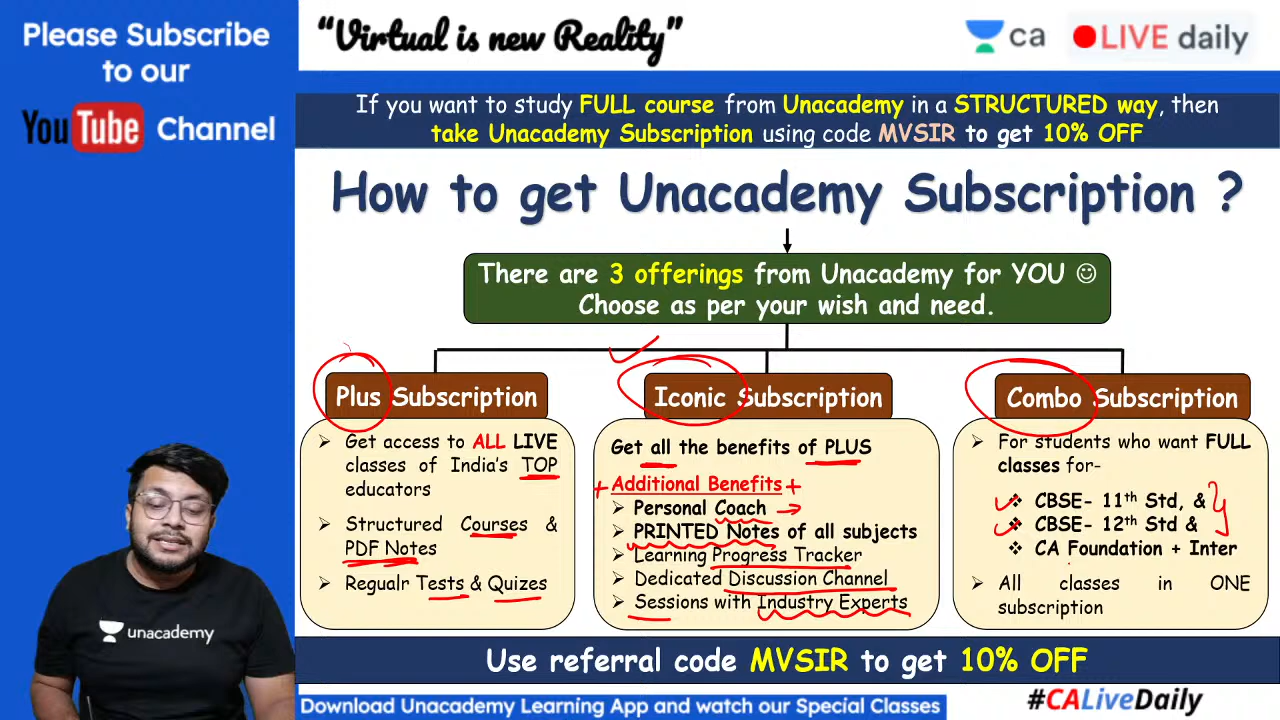 Please Subscribe
to our
YouTube Channel
“Virtual is new Reality”
ca
LIVE daily
If you want to study FULL course from Unacademy in a STRUCTURED way, then
take Unacademy Subscription using code MVSIR to get 10% OFF
How to get Unacademy Subscription ?
There are 3 offerings from Unacademy for YOU ☺
Choose as per your wish and need.
Plus Subscription
Get access to ALL LIVE
classes of India's TOP
educators
Structured Courses &
PDF Notes
Regualr Tests & Quizes
Iconic Subscription
Get all the benefits of PLUS
+ Additional Benefits +
Personal Coach
PRINTED Notes of all subjects
Learning Progress Tracker
Dedicated Discussion Channel
Sessions with Industry Experts
Combo Subscription
For students who want FULL
classes for-
CBSE- 11th Std, &
CBSE- 12th Std &
CA Foundation + Inter
All classes in ONE
subscription
unacademy
Use referral code MVSIR to get 10% OFF
Download Unacademy Learning App and watch our Special Classes
#CALiveDaily